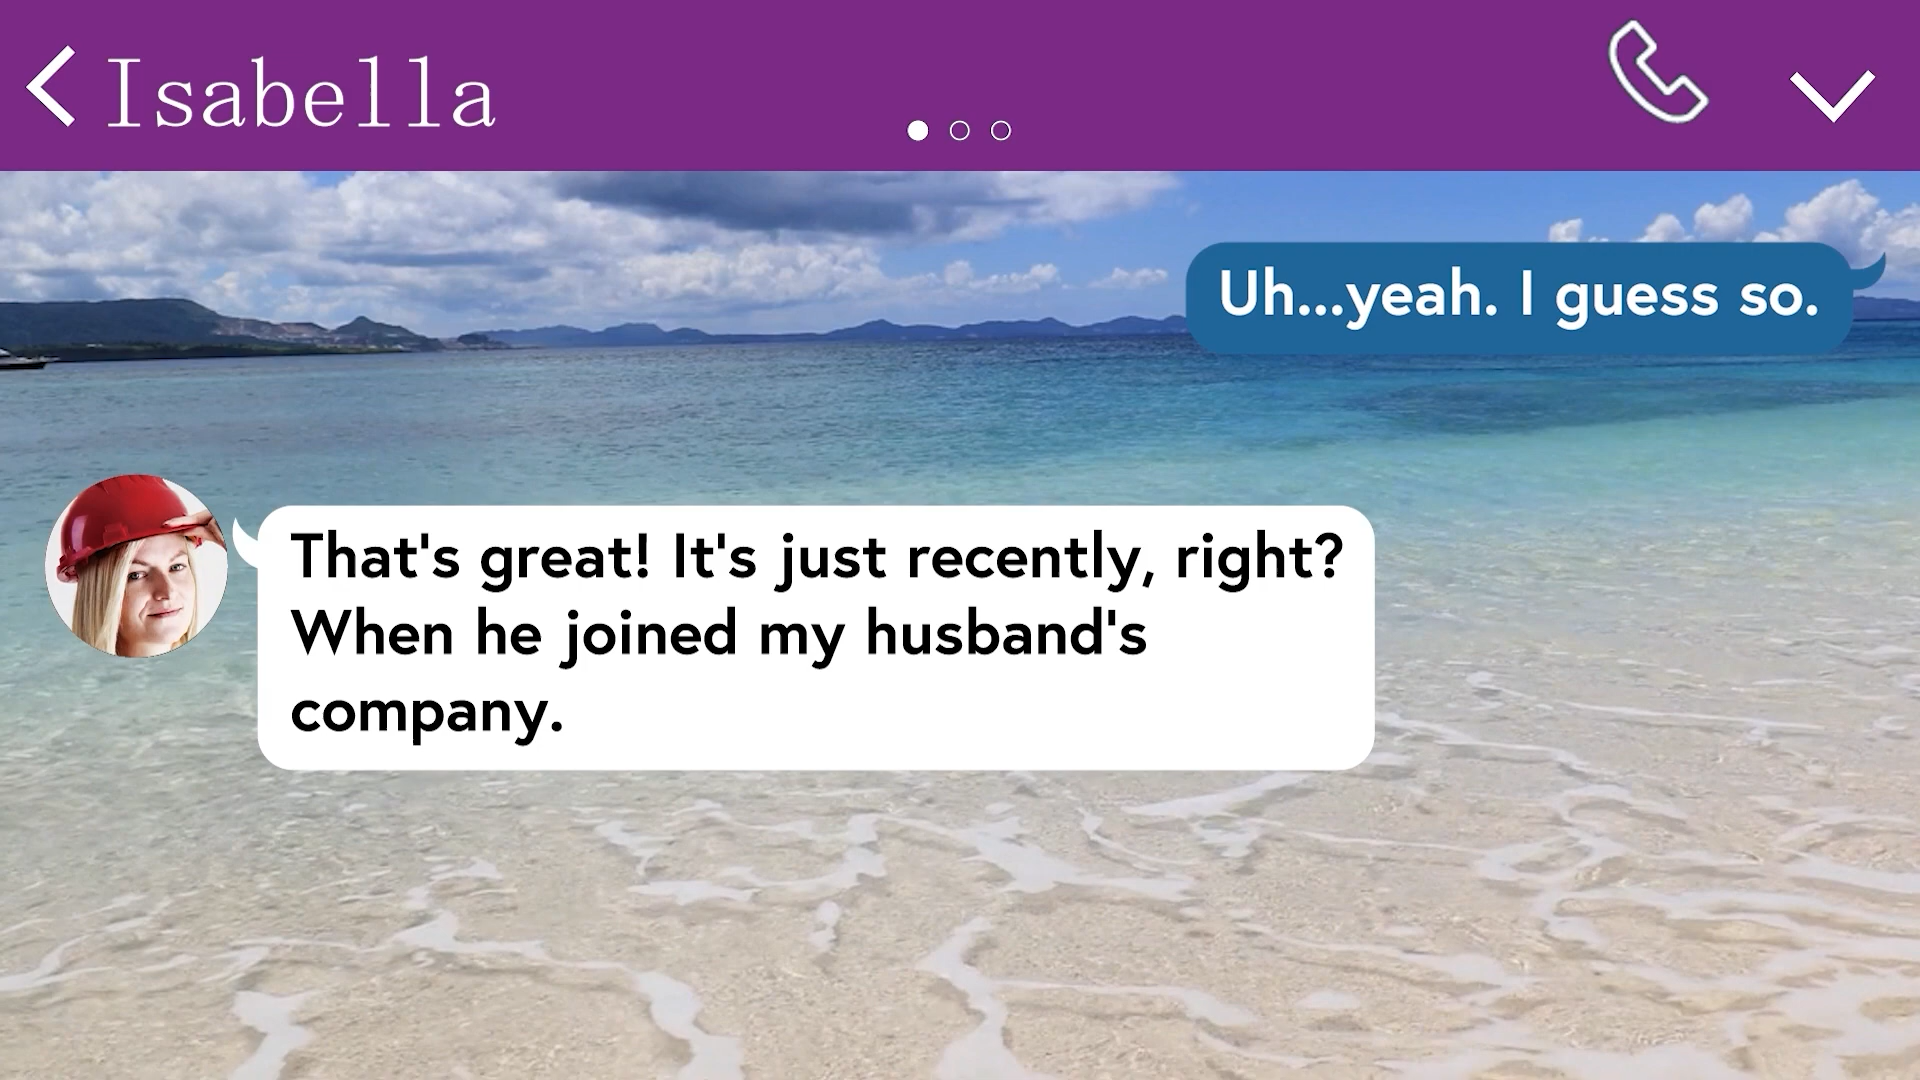 Isabella
Uh...yeah. I guess so.
That's great! It's just recently, right?
When he joined my husband's
company.